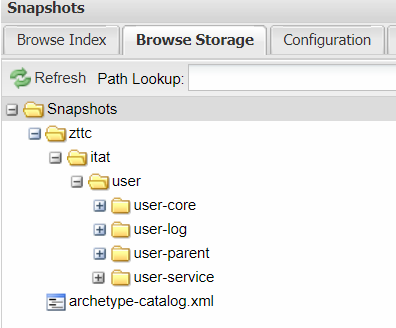 Snapshots
Browse Index Browse Storage Configuration
Refresh Path Lookup:
Snapshots
zttc
itat
user
user-core
user-log
user-parent
user-service
archetype-catalog.xml